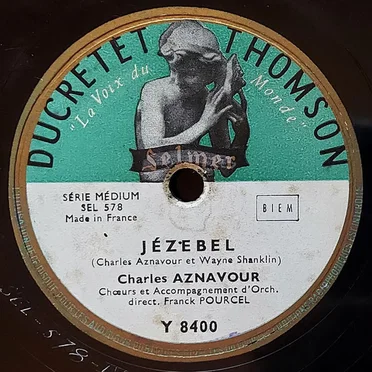 DUCRETET THOMSON
"La Voix du Monde"
Selmer
SÉRIE MÉDIUM
SEL 578
Made in France
BIEM
JÉZEBEL
(Charles Aznavour et Wayne Shanklin)
Charles AZNAVOUR
Chœurs et Accompagnement d'Orch.
direct. Franck POURCEL
Y 8400